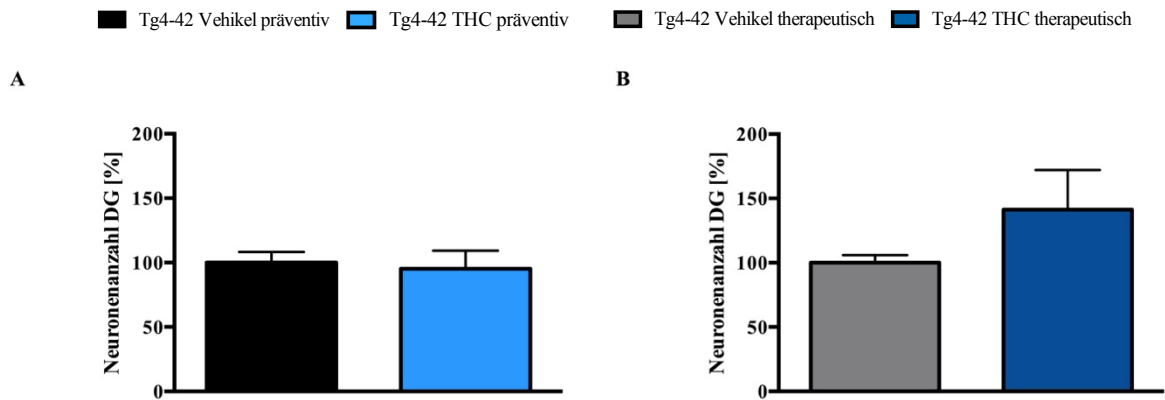 Tg4-42 Vehikel präventiv Tg4-42 THC präventiv Tg4-42 Vehikel therapeutisch Tg4-42 THC therapeutisch
A
Neuronenanzahl DG [%]
200
150
100
50
0
B
Neuronenanzahl DG [%]
200
150
100
50
0